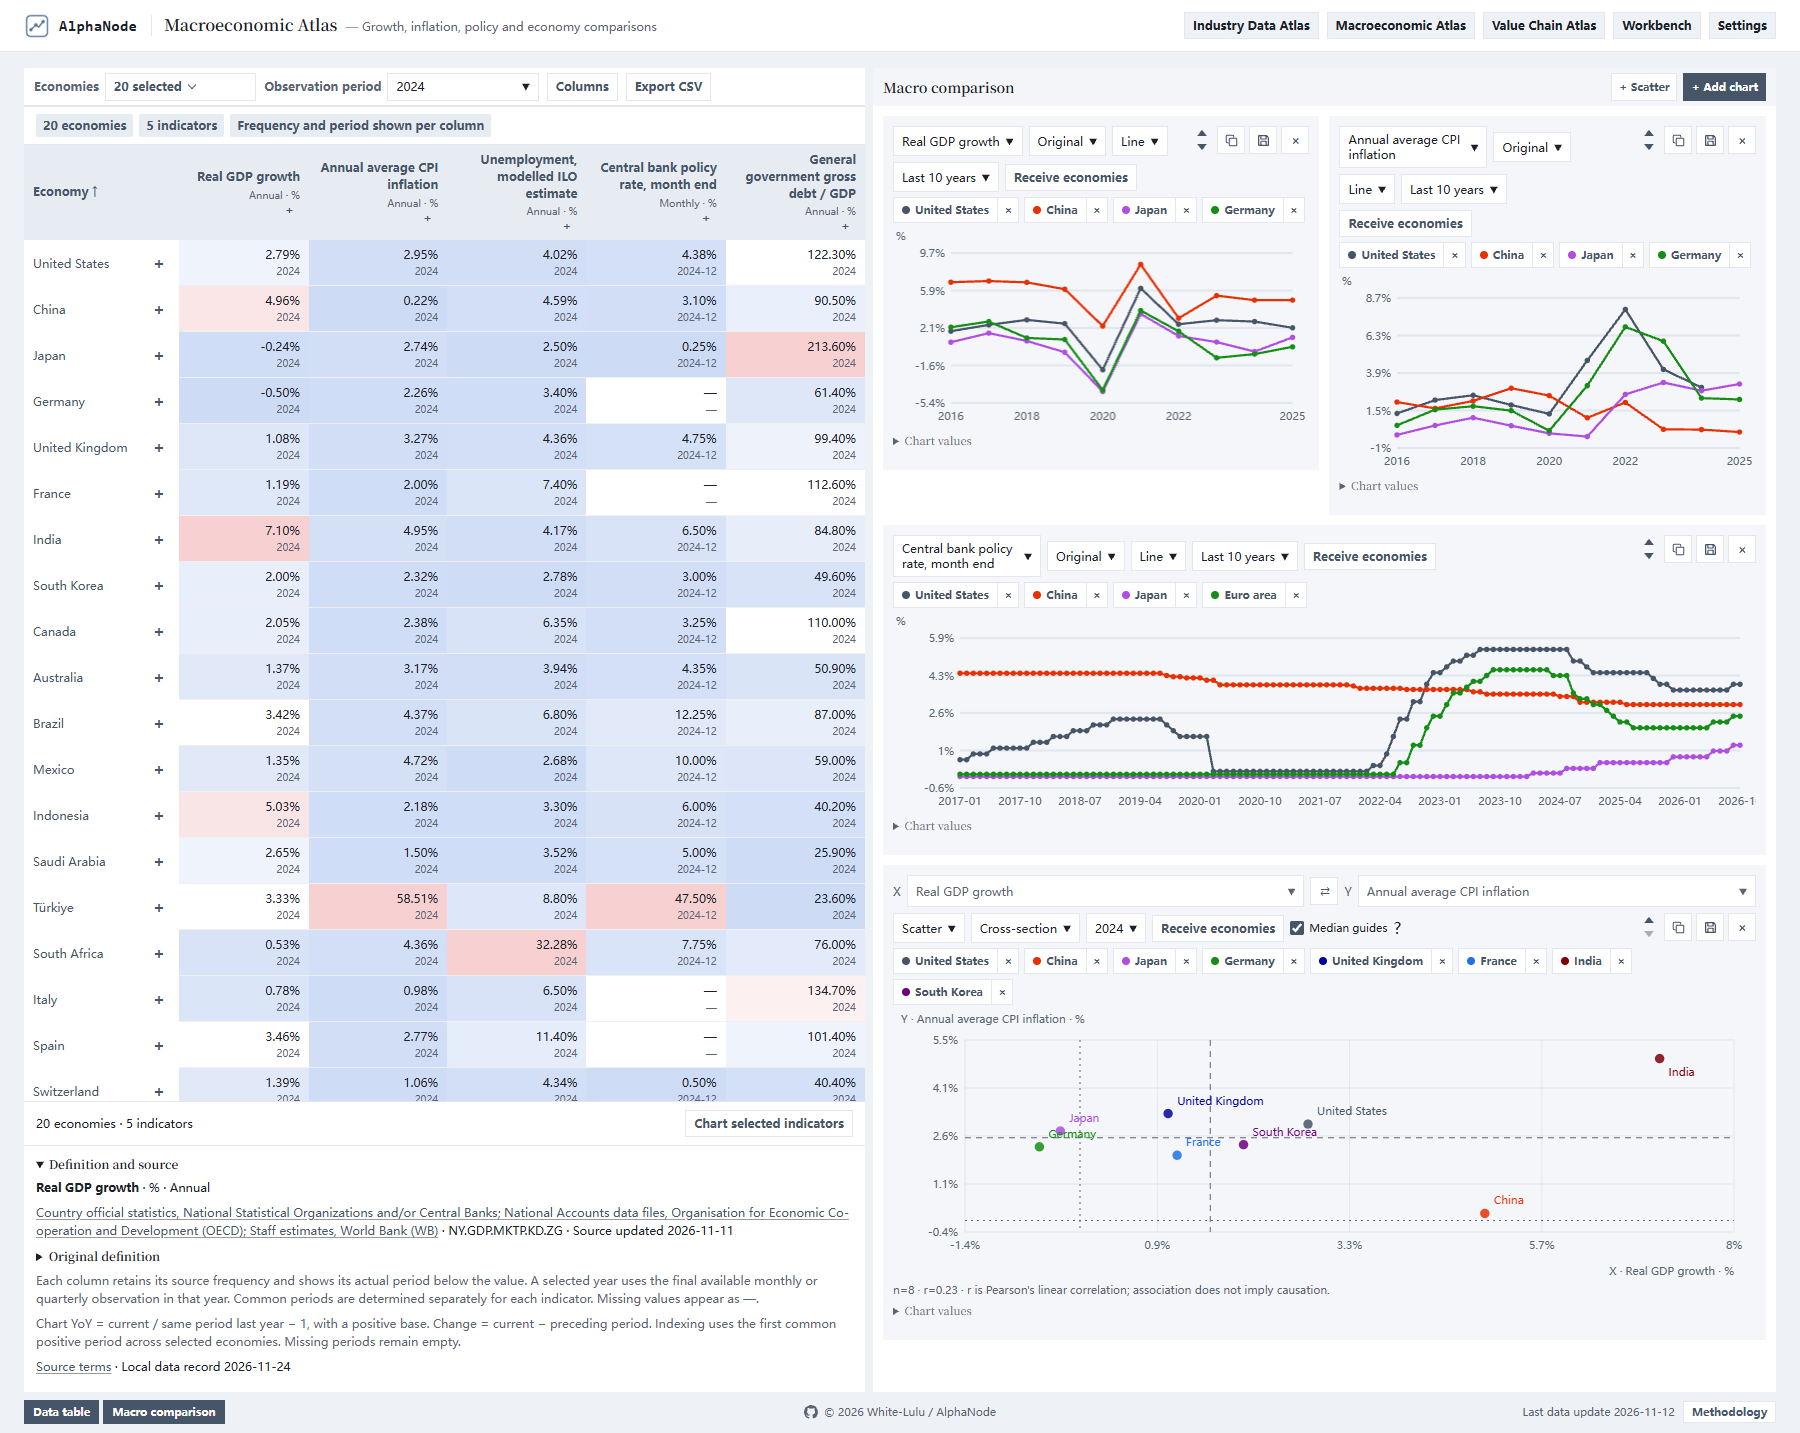 AlphaNode
Macroeconomic Atlas — Growth, inflation, policy and economy comparisons
Industry Data Atlas
Macroeconomic Atlas
Value Chain Atlas
Workbench
Settings
Economies 20 selected Observation period 2024 Columns Export CSV
20 economies 5 indicators Frequency and period shown per column
Economy ↑
Real GDP growth
Annual · %
+
Annual average CPI
inflation
Annual · %
+
Unemployment,
modelled ILO
estimate
Annual · %
+
Central bank policy
rate, month end
Monthly · %
+
General
government gross
debt / GDP
Annual · %
+
United States + 2.79% 2.95% 4.02% 4.38% 122.30%
2024 2024 2024 2024-12 2024
China + 4.96% 0.22% 4.59% 3.10% 90.50%
2024 2024 2024 2024-12 2024
Japan + -0.24% 2.74% 2.50% 0.25% 213.60%
2024 2024 2024 2024-12 2024
Germany + -0.50% 2.26% 3.40% — 61.40%
2024 2024 2024 — 2024
United Kingdom + 1.08% 3.27% 4.36% 4.75% 99.40%
2024 2024 2024 2024-12 2024
France + 1.19% 2.00% 7.40% — 112.60%
2024 2024 2024 — 2024
India + 7.10% 4.95% 4.17% 6.50% 84.80%
2024 2024 2024 2024-12 2024
South Korea + 2.00% 2.32% 2.78% 3.00% 49.60%
2024 2024 2024 2024-12 2024
Canada + 2.05% 2.38% 6.35% 3.25% 110.00%
2024 2024 2024 2024-12 2024
Australia + 1.37% 3.17% 3.94% 4.35% 50.90%
2024 2024 2024 2024-12 2024
Brazil + 3.42% 4.37% 6.80% 12.25% 87.00%
2024 2024 2024 2024-12 2024
Mexico + 1.35% 4.72% 2.68% 10.00% 59.00%
2024 2024 2024 2024-12 2024
Indonesia + 5.03% 2.18% 3.30% 6.00% 40.20%
2024 2024 2024 2024-12 2024
Saudi Arabia + 2.65% 1.50% 3.52% 5.00% 25.90%
2024 2024 2024 2024-12 2024
Türkiye + 3.33% 58.51% 8.80% 47.50% 23.60%
2024 2024 2024 2024-12 2024
South Africa + 0.53% 4.36% 32.28% 7.75% 76.00%
2024 2024 2024 2024-12 2024
Italy + 0.78% 0.98% 6.50% — 134.70%
2024 2024 2024 — 2024
Spain + 3.46% 2.77% 11.40% — 101.40%
2024 2024 2024 — 2024
Switzerland + 1.39% 1.06% 4.34% 0.50% 40.40%
2024 2024 2024 2024-12 2024
20 economies · 5 indicators
Chart selected indicators
▼ Definition and source
Real GDP growth · % · Annual
Country official statistics, National Statistical Organizations and/or Central Banks; National Accounts data files, Organisation for Economic Co-
operation and Development (OECD); Staff estimates, World Bank (WB) · NY.GDP.MKTP.KD.ZG · Source updated 2026-11-11
▶ Original definition
Each column retains its source frequency and shows its actual period below the value. A selected year uses the final available monthly or
quarterly observation in that year. Common periods are determined separately for each indicator. Missing values appear as —.
Chart YoY = current / same period last year − 1, with a positive base. Change = current − preceding period. Indexing uses the first common
positive period across selected economies. Missing periods remain empty.
Source terms · Local data record 2026-11-24
Macro comparison
+ Scatter
+ Add chart
Real GDP growth ▼ Original ▼ Line ▼
Last 10 years ▼ Receive economies
United States × China × Japan × Germany ×
%
9.7%
5.9%
2.1%
-1.6%
-5.4%
2016 2018 2020 2022 2025
▶ Chart values
Annual average CPI
inflation ▼ Original ▼
Line ▼ Last 10 years ▼
Receive economies
United States × China × Japan × Germany ×
%
8.7%
6.3%
3.9%
1.5%
-1%
2016 2018 2020 2022 2025
▶ Chart values
Central bank policy
rate, month end ▼ Original ▼ Line ▼ Last 10 years ▼ Receive economies
United States × China × Japan × Euro area ×
%
5.9%
4.3%
2.6%
1%
-0.6%
2017-01 2017-10 2018-07 2019-04 2020-01 2020-10 2021-07 2022-04 2023-01 2023-10 2024-07 2025-04 2026-01 2026-1
▶ Chart values
X Real GDP growth ▼ ⇄ Y Annual average CPI inflation ▼
Scatter ▼ Cross-section ▼ 2024 ▼ Receive economies Median guides ?
United States × China × Japan × Germany × United Kingdom × France × India ×
South Korea ×
Y · Annual average CPI inflation · %
5.5%
4.1%
2.6%
1.1%
-0.4%
India
United Kingdom
United States
Japan
Germany
South Korea
France
China
-1.4% 0.9% 3.3% 5.7% 8%
X · Real GDP growth · %
n=8 · r=0.23 · r is Pearson's linear correlation; association does not imply causation.
▶ Chart values
Data table
Macro comparison
© 2026 White-Lulu / AlphaNode
Last data update 2026-11-12
Methodology